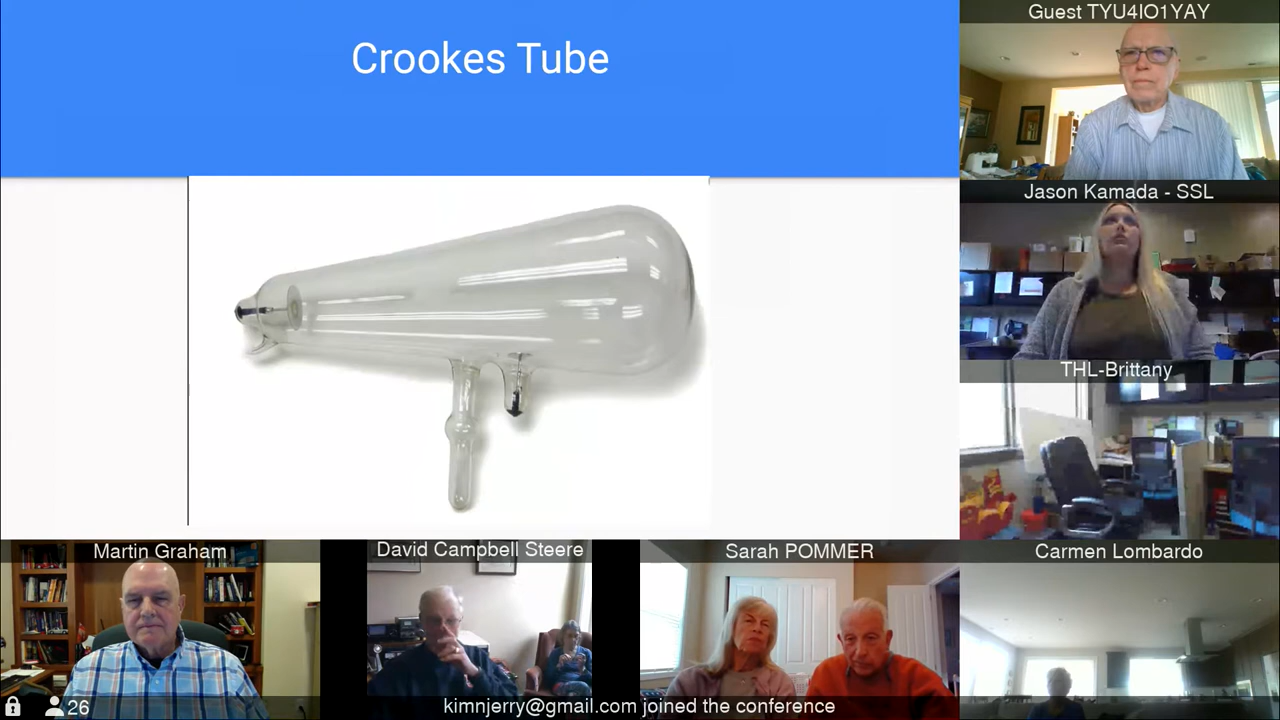 Crookes Tube
Guest TYU4IO1YAY
Jason Kamada - SSL
THL-Brittany
Martin Graham
David Campbell Steere
Sarah POMMER
Carmen Lombardo
26
kimnjerry@gmail.com joined the conference